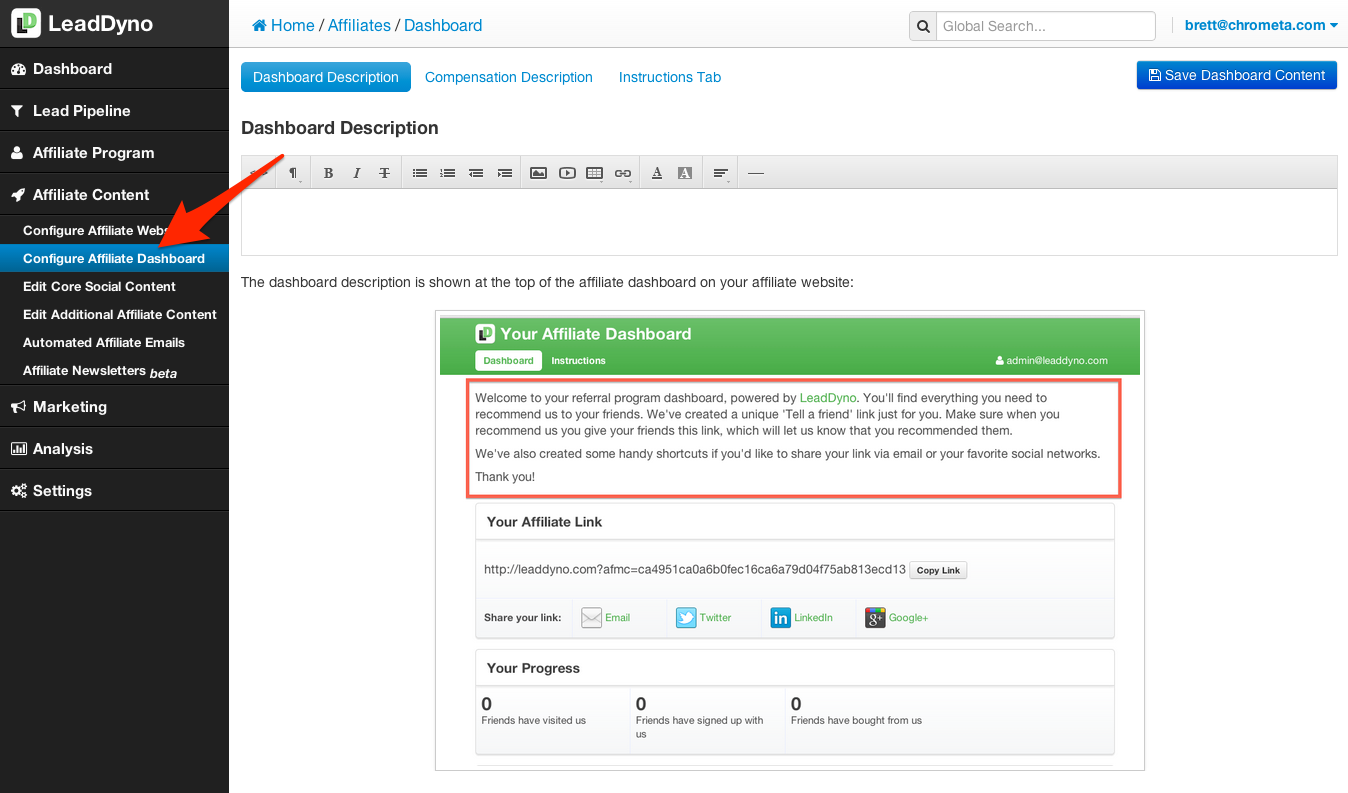 LeadDyno
Home / Affiliates / Dashboard
Global Search...
brett@chrometa.com
Dashboard
Lead Pipeline
Affiliate Program
Affiliate Content
Configure Affiliate
Configure Affiliate Dashboard
Edit Core Social Content
Edit Additional Affiliate Content
Automated Affiliate Emails
Affiliate Newsletters beta
Marketing
Analysis
Settings
Dashboard Description
Compensation Description
Instructions Tab
Save Dashboard Content
Dashboard Description
¶ B I T A A
The dashboard description is shown at the top of the affiliate dashboard on your affiliate website:
LD Your Affiliate Dashboard
Dashboard
Instructions
admin@leaddyno.com
Welcome to your referral program dashboard, powered by LeadDyno. You'll find everything you need to
recommend us to your friends. We've created a unique 'Tell a friend' link just for you. Make sure when you
recommend us you give your friends this link, which will let us know that you recommended them.
We've also created some handy shortcuts if you'd like to share your link via email or your favorite social networks.
Thank you!
Your Affiliate Link
http://leaddyno.com?afmc=ca4951ca0a6b0fec16ca6a79d04f75ab813ecd13
Copy Link
Share your link:
Email
Twitter
in LinkedIn
g+ Google+
Your Progress
0
Friends have visited us
0
Friends have signed up with
us
0
Friends have bought from us